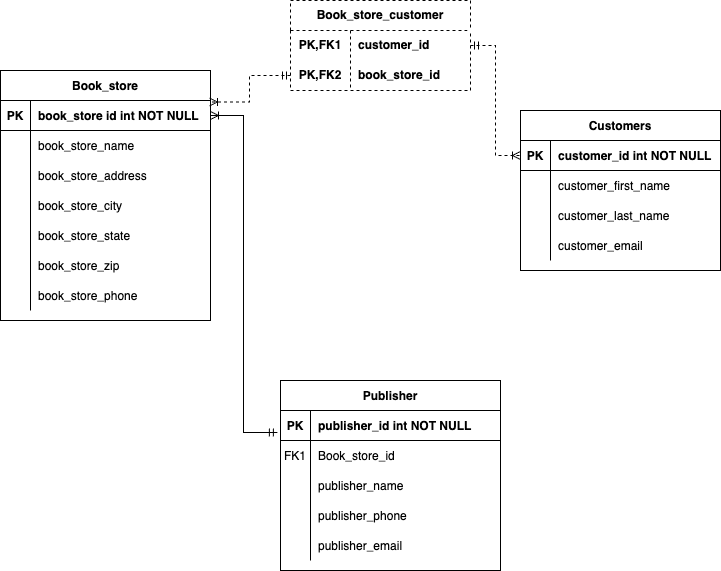 Book_store_customer
PK,FK1 customer_id
PK,FK2 book_store_id
Book_store
PK book_store id int NOT NULL
book_store_name
book_store_address
book_store_city
book_store_state
book_store_zip
book_store_phone
Customers
PK customer_id int NOT NULL
customer_first_name
customer_last_name
customer_email
Publisher
PK publisher_id int NOT NULL
FK1 Book_store_id
publisher_name
publisher_phone
publisher_email